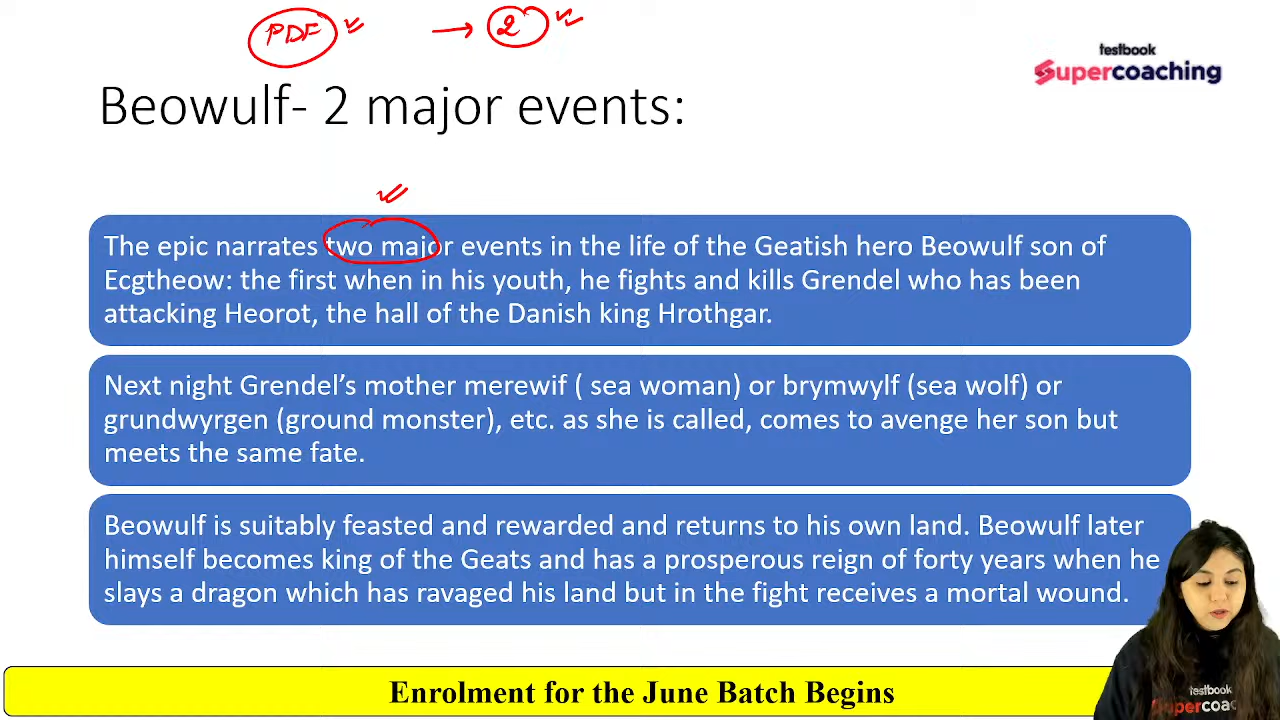 PDF → 2
testbook
Supercoaching
Beowulf- 2 major events:
The epic narrates two major events in the life of the Geatish hero Beowulf son of
Ecgtheow: the first when in his youth, he fights and kills Grendel who has been
attacking Heorot, the hall of the Danish king Hrothgar.
Next night Grendel’s mother merewif ( sea woman) or brymwylf (sea wolf) or
grundwyrgen (ground monster), etc. as she is called, comes to avenge her son but
meets the same fate.
Beowulf is suitably feasted and rewarded and returns to his own land. Beowulf later
himself becomes king of the Geats and has a prosperous reign of forty years when he
slays a dragon which has ravaged his land but in the fight receives a mortal wound.
Enrolment for the June Batch Begins
testbook
Supercoac